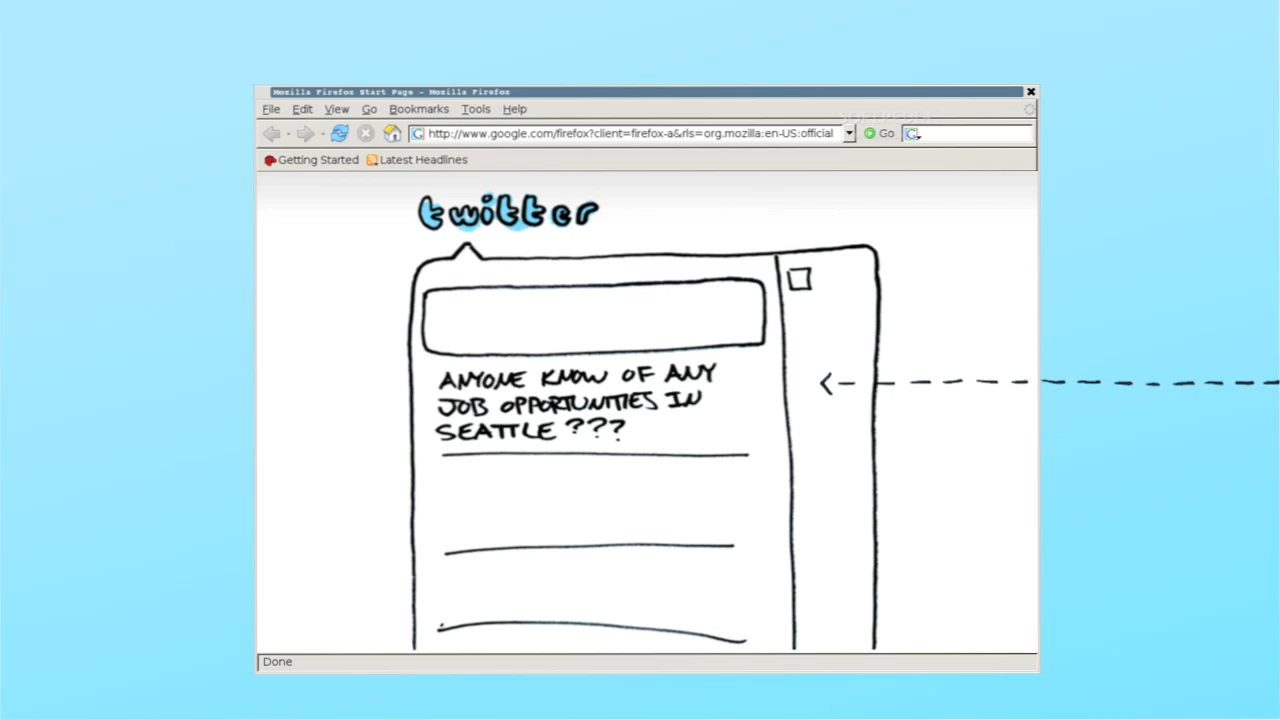 Mozilla Firefox Start Page - Mozilla Firefox
File Edit View Go Bookmarks Tools Help
http://www.google.com/firefox?client=firefox-a&rls=org.mozilla:en-US:official Go
Getting Started Latest Headlines
twitter
ANYONE KNOW OF ANY
JOB OPPORTUNITIES IN
SEATTLE ???
Done